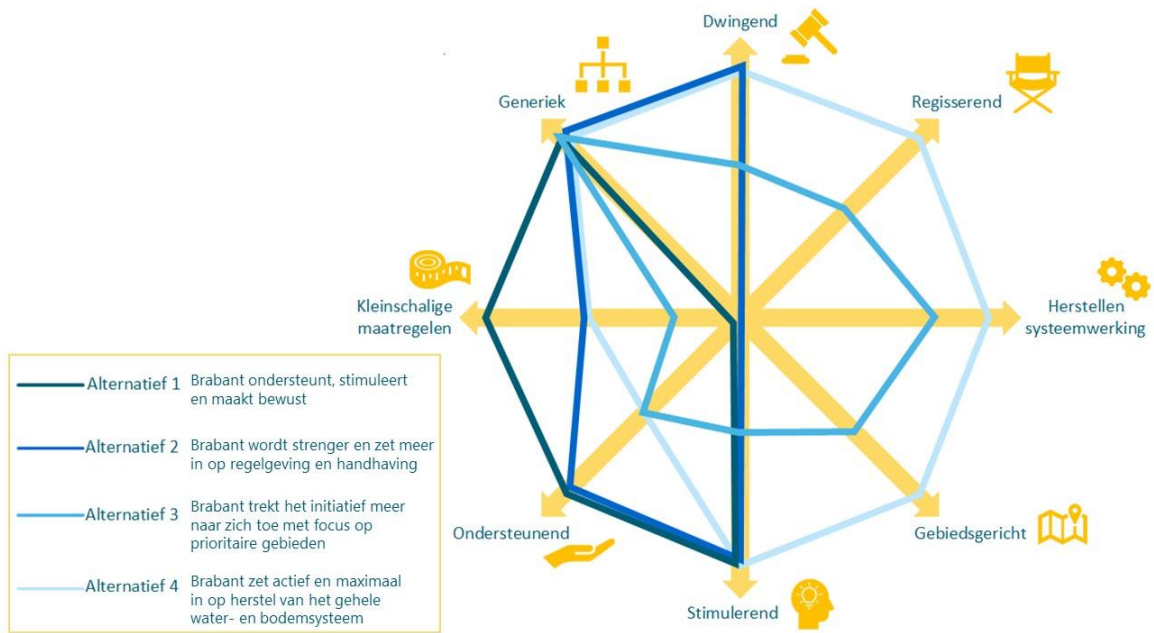 Dwingend
Generiek
Regisserend
Kleinschalige
maatregelen
Herstellen
systeemwerking
Ondersteunend
Gebiedsgericht
Stimulerend
Alternatief 1 Brabant ondersteunt, stimuleert
en maakt bewust
Alternatief 2 Brabant wordt strenger en zet meer
in op regelgeving en handhaving
Alternatief 3 Brabant trekt het initiatief meer
naar zich toe met focus op
prioritaire gebieden
Alternatief 4 Brabant zet actief en maximaal
in op herstel van het gehele
water- en bodemsysteem